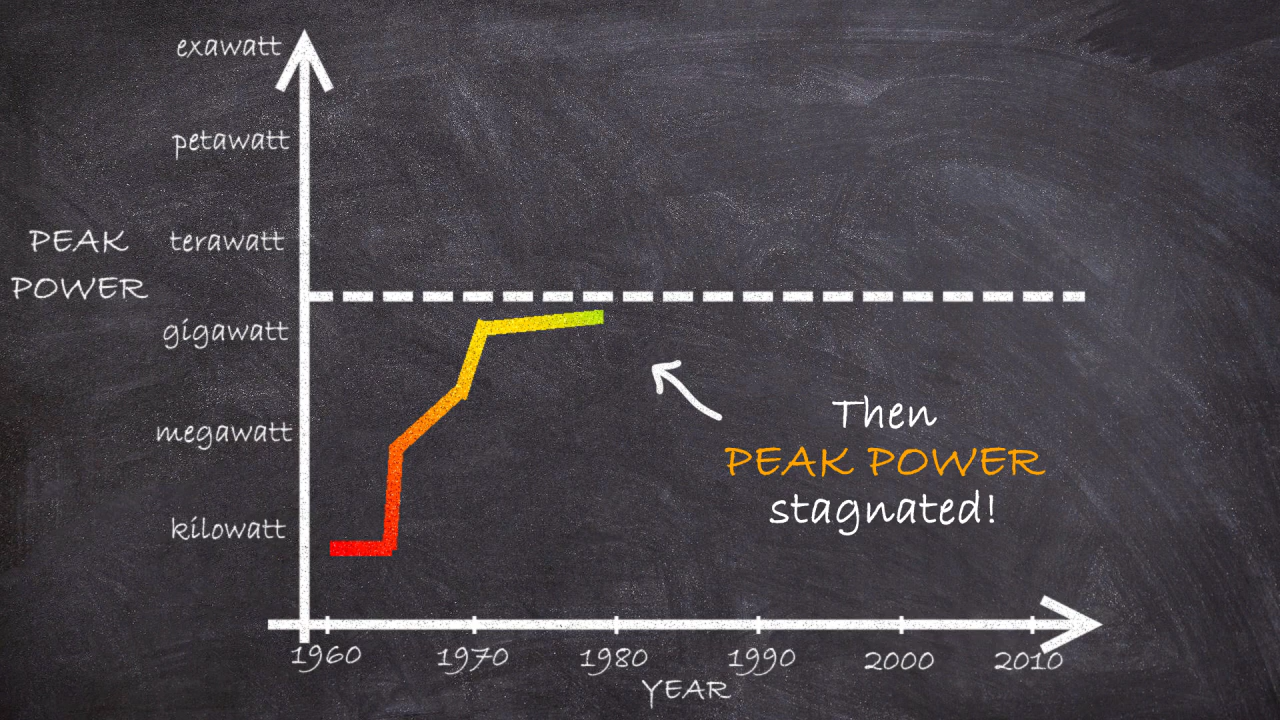 exawatt
petawatt
PEAK
POWER
terawatt
gigawatt
megawatt
kilowatt
Then
PEAK POWER
stagnated!
1960 1970 1980 1990 2000 2010
YEAR